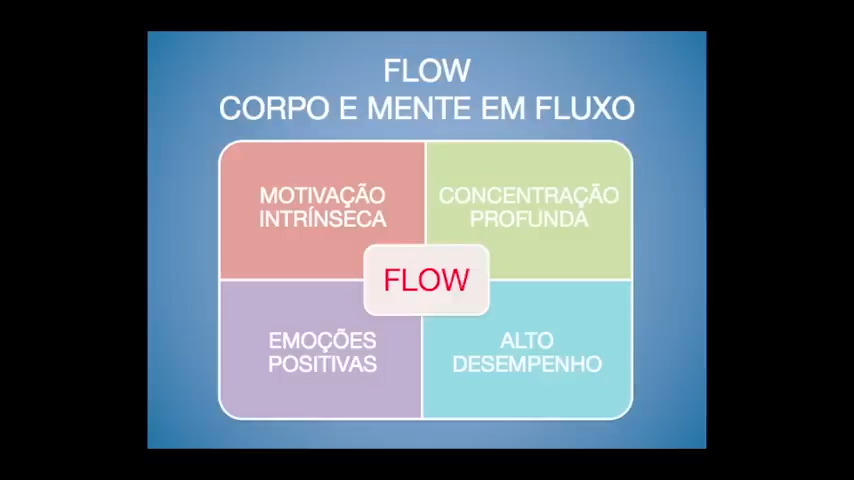 FLOW
CORPO E MENTE EM FLUXO
MOTIVAÇÃO
INTRÍNSECA
CONCENTRAÇÃO
PROFUNDA
FLOW
EMOÇÕES
POSITIVAS
ALTO
DESEMPENHO